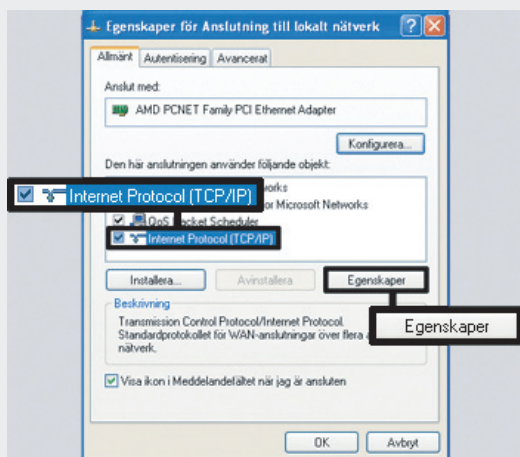 Egenskaper för Anslutning till lokalt nätverk
Allmänt Autentisering Avancerat
Anslut med:
AMD PCNET Family PCI Ethernet Adapter
Konfigurera...
Den här anslutningen använder följande objekt:
Internet Protocol (TCP/IP)
or Microsoft Networks
QoS Packet Scheduler
Internet Protocol (TCP/IP)
Installera... Avinstallera Egenskaper
Beskrivning
Egenskaper
Transmission Control Protocol/Internet Protocol.
Standardprotokollet för WAN-anslutningar över flera
nätverk.
Visa ikon i Meddelandefältet när jag är ansluten
OK Avbryt